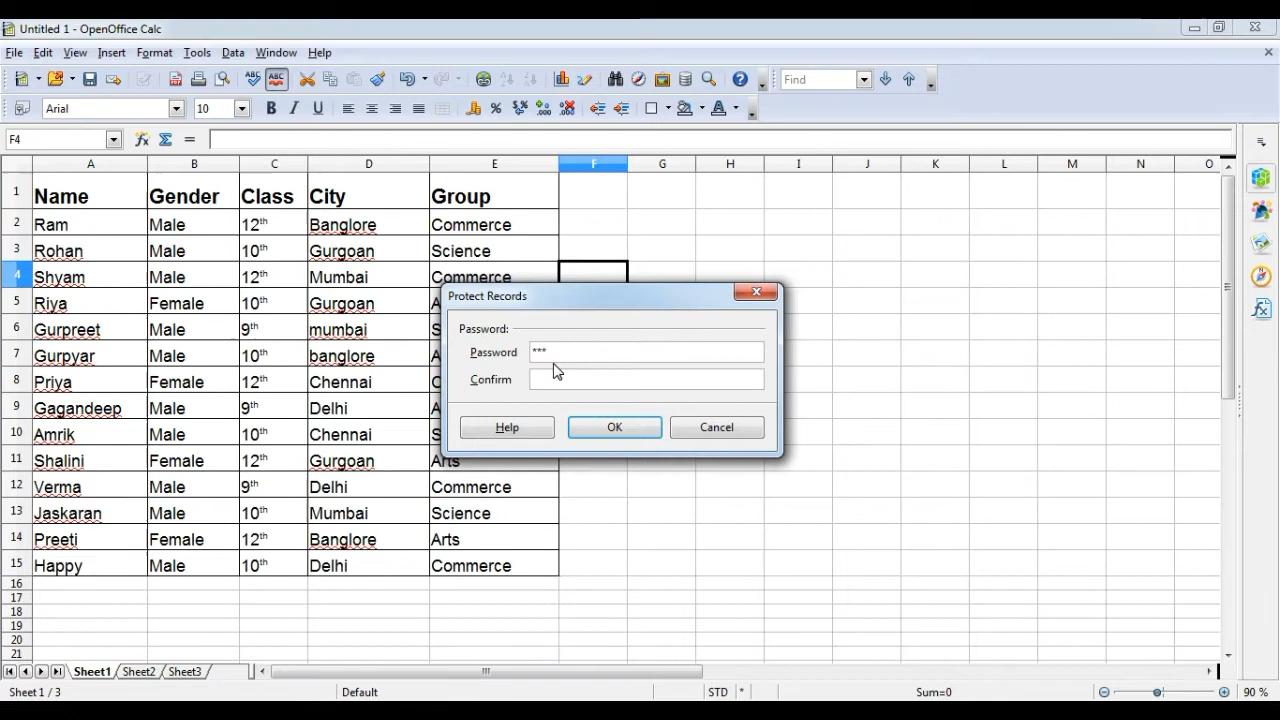 Untitled 1 - OpenOffice Calc
File Edit View Insert Format Tools Data Window Help
Find
Arial 10
F4
A B C D E F G H I J K L M N O
1 Name Gender Class City Group
2 Ram Male 12th Banglore Commerce
3 Rohan Male 10th Gurgoan Science
4 Shyam Male 12th Mumbai Commerce
5 Riya Female 10th Gurgoan A
6 Gurpreet Male 9th mumbai S
7 Gurpyar Male 10th banglore A
8 Priya Female 12th Chennai C
9 Gagandeep Male 9th Delhi A
10 Amrik Male 10th Chennai S
11 Shalini Female 12th Gurgoan Arts
12 Verma Male 9th Delhi Commerce
13 Jaskaran Male 10th Mumbai Science
14 Preeti Female 12th Banglore Arts
15 Happy Male 10th Delhi Commerce
16
17
18
19
20
21
Protect Records
Password:
Password ***
Confirm
Help OK Cancel
Sheet1 Sheet2 Sheet3
Sheet 1 / 3 Default STD * Sum=0 90 %